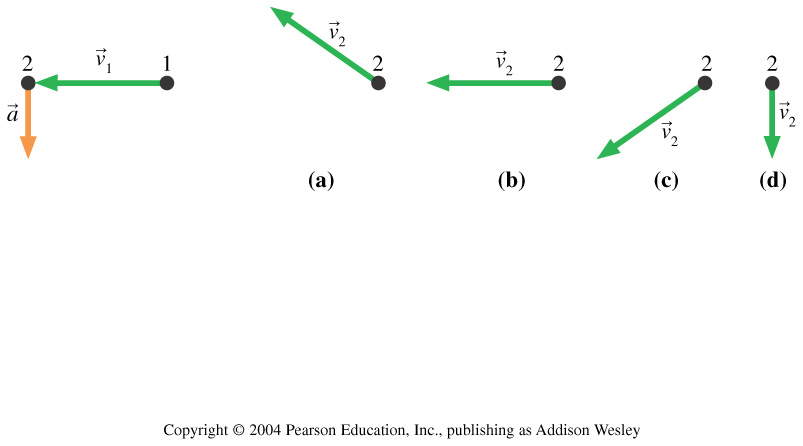 2 v⃗₁ 1
a⃗
v⃗₂ 2
v⃗₂ 2
2
v⃗₂
2
v⃗₂
(a) (b) (c) (d)
Copyright © 2004 Pearson Education, Inc., publishing as Addison Wesley